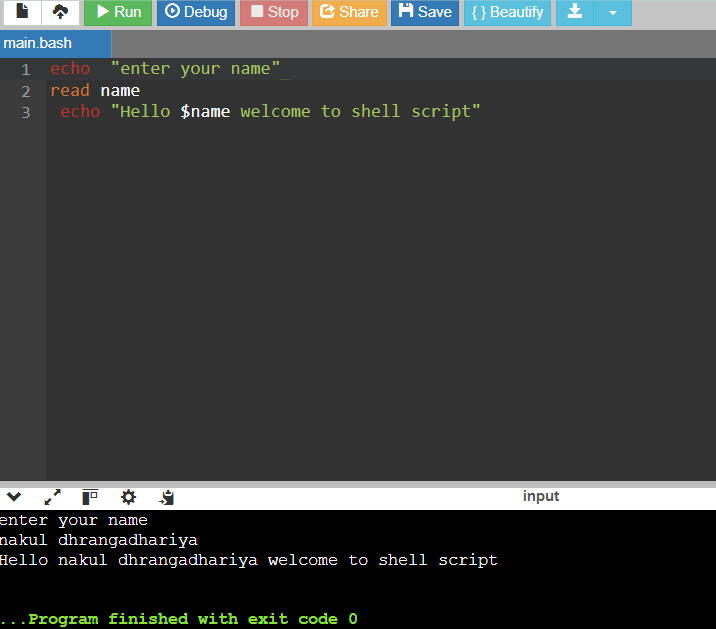 Run Debug Stop Share Save { } Beautify
main.bash
1 echo  "enter your name"
2 read name
3  echo "Hello $name welcome to shell script"
input
enter your name
nakul dhrangadhariya
Hello nakul dhrangadhariya welcome to shell script
...Program finished with exit code 0